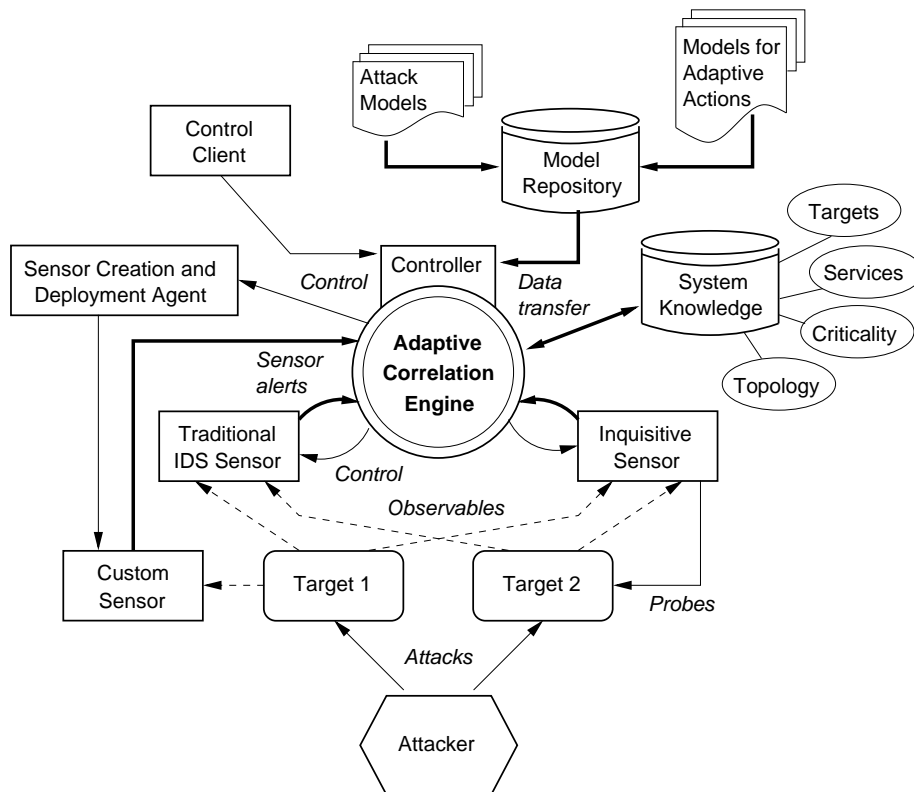 Attack
Models
Models for
Adaptive
Actions
Control
Client
Model
Repository
Targets
Sensor Creation and
Deployment Agent
Control
Controller
Data
transfer
System
Knowledge
Services
Criticality
Topology
Sensor
alerts
Adaptive
Correlation
Engine
Traditional
IDS Sensor
Control
Inquisitive
Sensor
Observables
Custom
Sensor
Target 1
Target 2
Probes
Attacks
Attacker